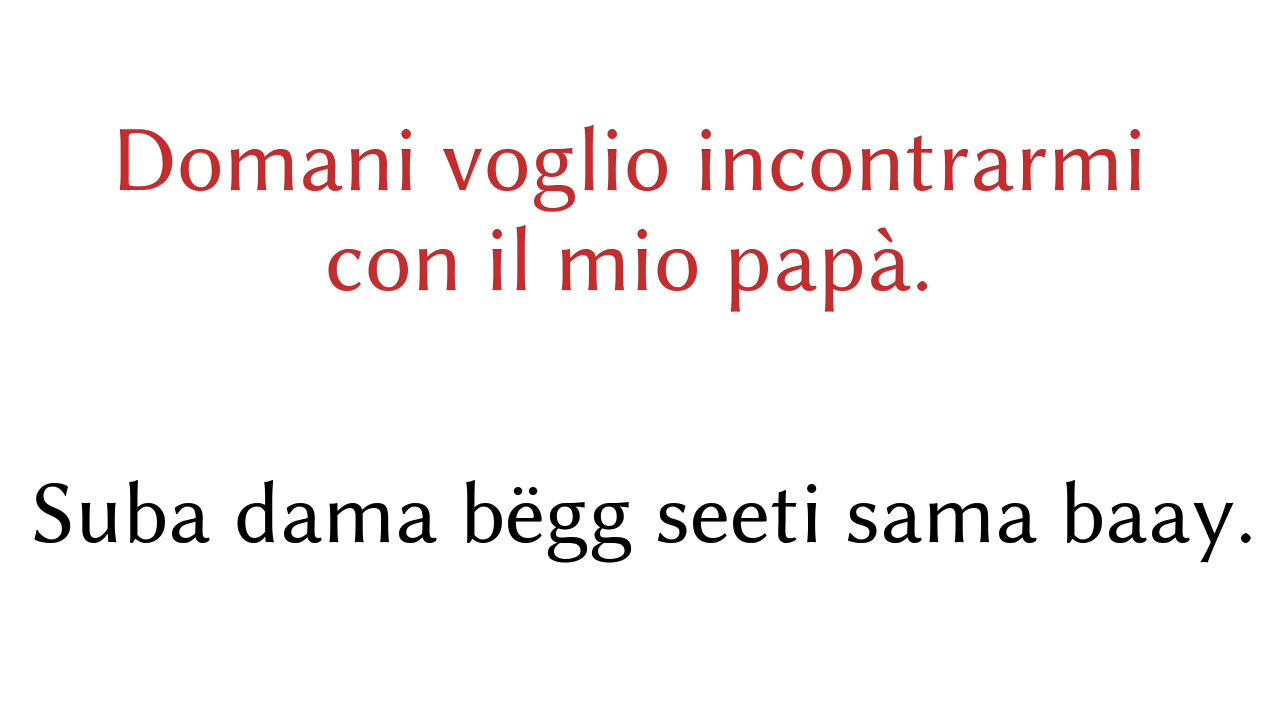 Domani voglio incontrarmi
con il mio papà.
Suba dama bëgg seeti sama baay.